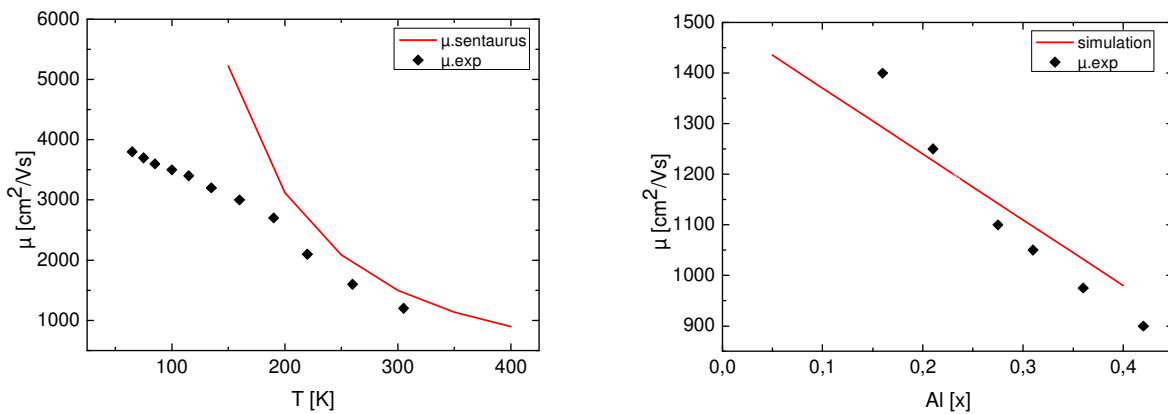 6000
5000
4000
3000
2000
1000
μ [cm²/Vs]
μ.sentaurus
μ.exp
100
200
300
400
T [K]
1500
1400
1300
1200
1100
1000
900
μ [cm²/Vs]
simulation
μ.exp
0,0
0,1
0,2
0,3
0,4
Al [x]